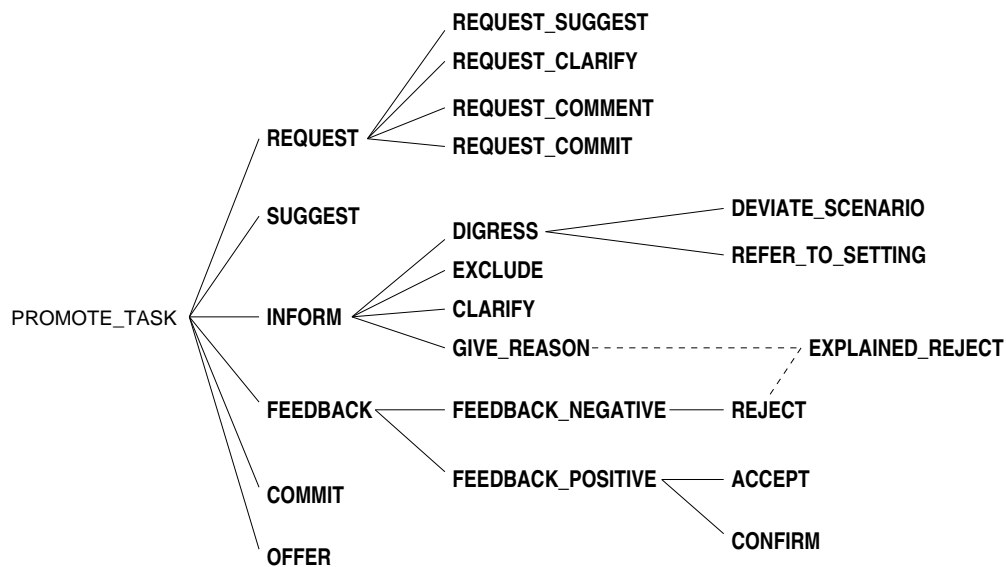 REQUEST_SUGGEST
REQUEST_CLARIFY
REQUEST_COMMENT
REQUEST
REQUEST_COMMIT
SUGGEST
DEVIATE_SCENARIO
DIGRESS
REFER_TO_SETTING
EXCLUDE
CLARIFY
PROMOTE_TASK
INFORM
GIVE_REASON
EXPLAINED_REJECT
FEEDBACK
FEEDBACK_NEGATIVE
REJECT
FEEDBACK_POSITIVE
ACCEPT
COMMIT
CONFIRM
OFFER